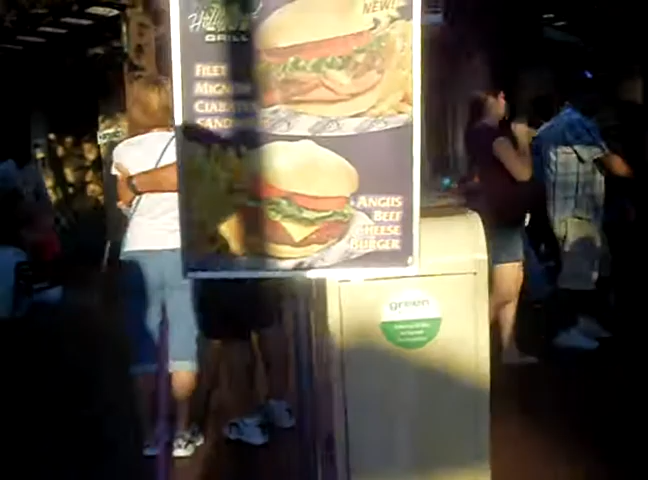 Hollywood
GRILL
NEW!
FILET
MIGNON
CIABATTA
SANDWICH
ANGUS
BEEF
CHEESE
BURGER
green